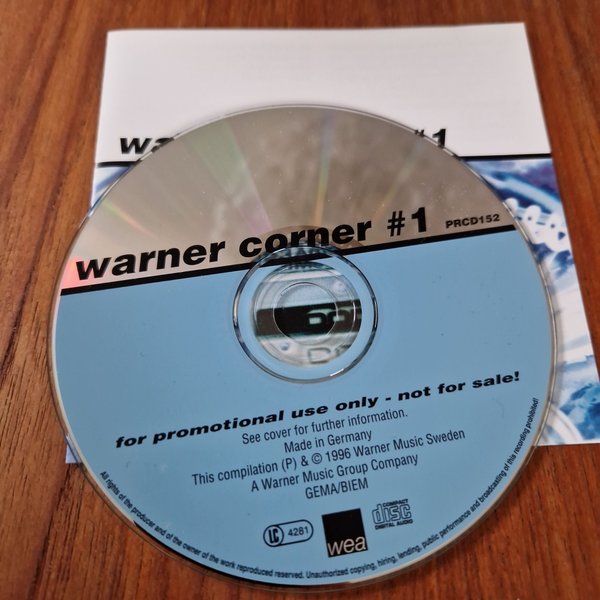 wa #1
warner corner #1 PRCD152
for promotional use only - not for sale!
See cover for further information.
Made in Germany
This compilation (P) & © 1996 Warner Music Sweden
A Warner Music Group Company
GEMA/BIEM
LC 4281
wea
COMPACT
disc
DIGITAL AUDIO
All rights of the producer and of the owner of the work reproduced reserved. Unauthorized copying, hiring, lending, public performance and broadcasting of this recording prohibited!